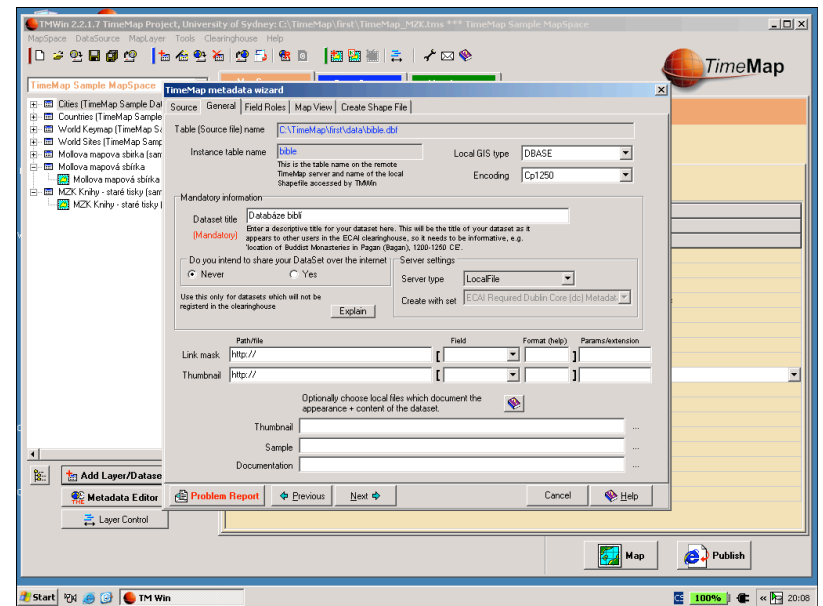 TMWin 2.2.1.7 TimeMap Project, University of Sydney: C:\TimeMap\first\TimeMap_MZK.tms *** TimeMap Sample MapSpace
MapSpace DataSource MapLayer Tools Clearinghouse Help
TimeMap
TimeMap Sample MapSpace
Cities (TimeMap Sample Dat
Countries (TimeMap Sample
World Keymap (TimeMap Sa
World Sites (TimeMap Samp
Mollova mapova sbirka (sam
Mollova mapová sbírka
Mollova mapová sbírka
MZK Knihy - staré tisky (sam
MZK Knihy - staré tisky (
TimeMap metadata wizard
Source General Field Roles Map View Create Shape File
Table (Source file) name C:\TimeMap\first\data\bible.dbf
Instance table name bible Local GIS type DBASE
This is the table name on the remote
TimeMap server and name of the local
Shapefile accessed by TMWin
Encoding Cp1250
Mandatory information
Dataset title Databáze biblí
(Mandatory)
Enter a descriptive title for your dataset here. This will be the title of your dataset as it
appears to other users in the ECAI clearinghouse, so it needs to be informative, e.g.
'location of Buddist Monasteries in Pagan (Bagan), 1200-1250 CE'.
Do you intend to share your DataSet over the internet
Never Yes
Use this only for datasets which will not be
registerd in the clearinghouse
Explain
Server settings
Server type LocalFile
Create with set ECAI Required Dublin Core (dc) Metadat
Path/file Field Format (help) Params/extension
Link mask http:// [ ]
Thumbnail http:// [ ]
Optionally choose local files which document the
appearance + content of the dataset.
Thumbnail ...
Sample ...
Documentation ...
Problem Report Previous Next Cancel Help
Add Layer/Datase
Metadata Editor
Layer Control
Map Publish
Start TM Win CS 100% « 20:08